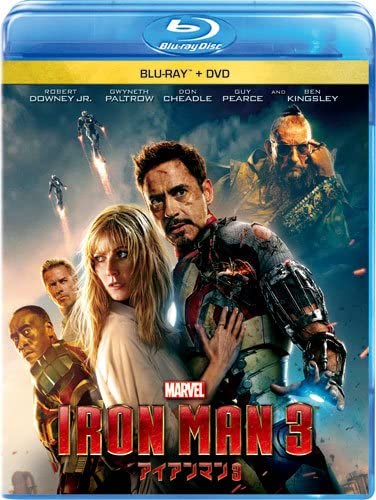 Blu-ray Disc
BLU-RAY™ + DVD
ROBERT DOWNEY JR.
GWYNETH PALTROW
DON CHEADLE
GUY PEARCE
AND BEN KINGSLEY
MARVEL
IRON MAN 3
アイアンマン3